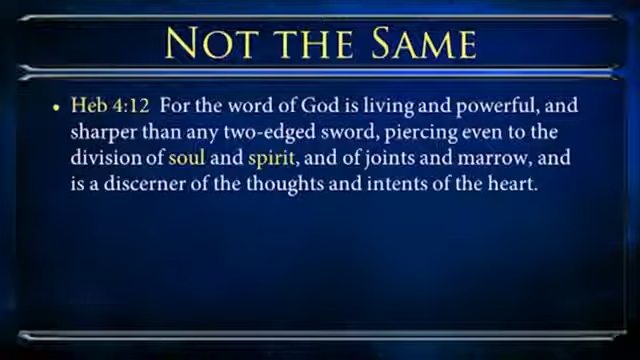 NOT THE SAME
• Heb 4:12 For the word of God is living and powerful, and
sharper than any two-edged sword, piercing even to the
division of soul and spirit, and of joints and marrow, and
is a discerner of the thoughts and intents of the heart.